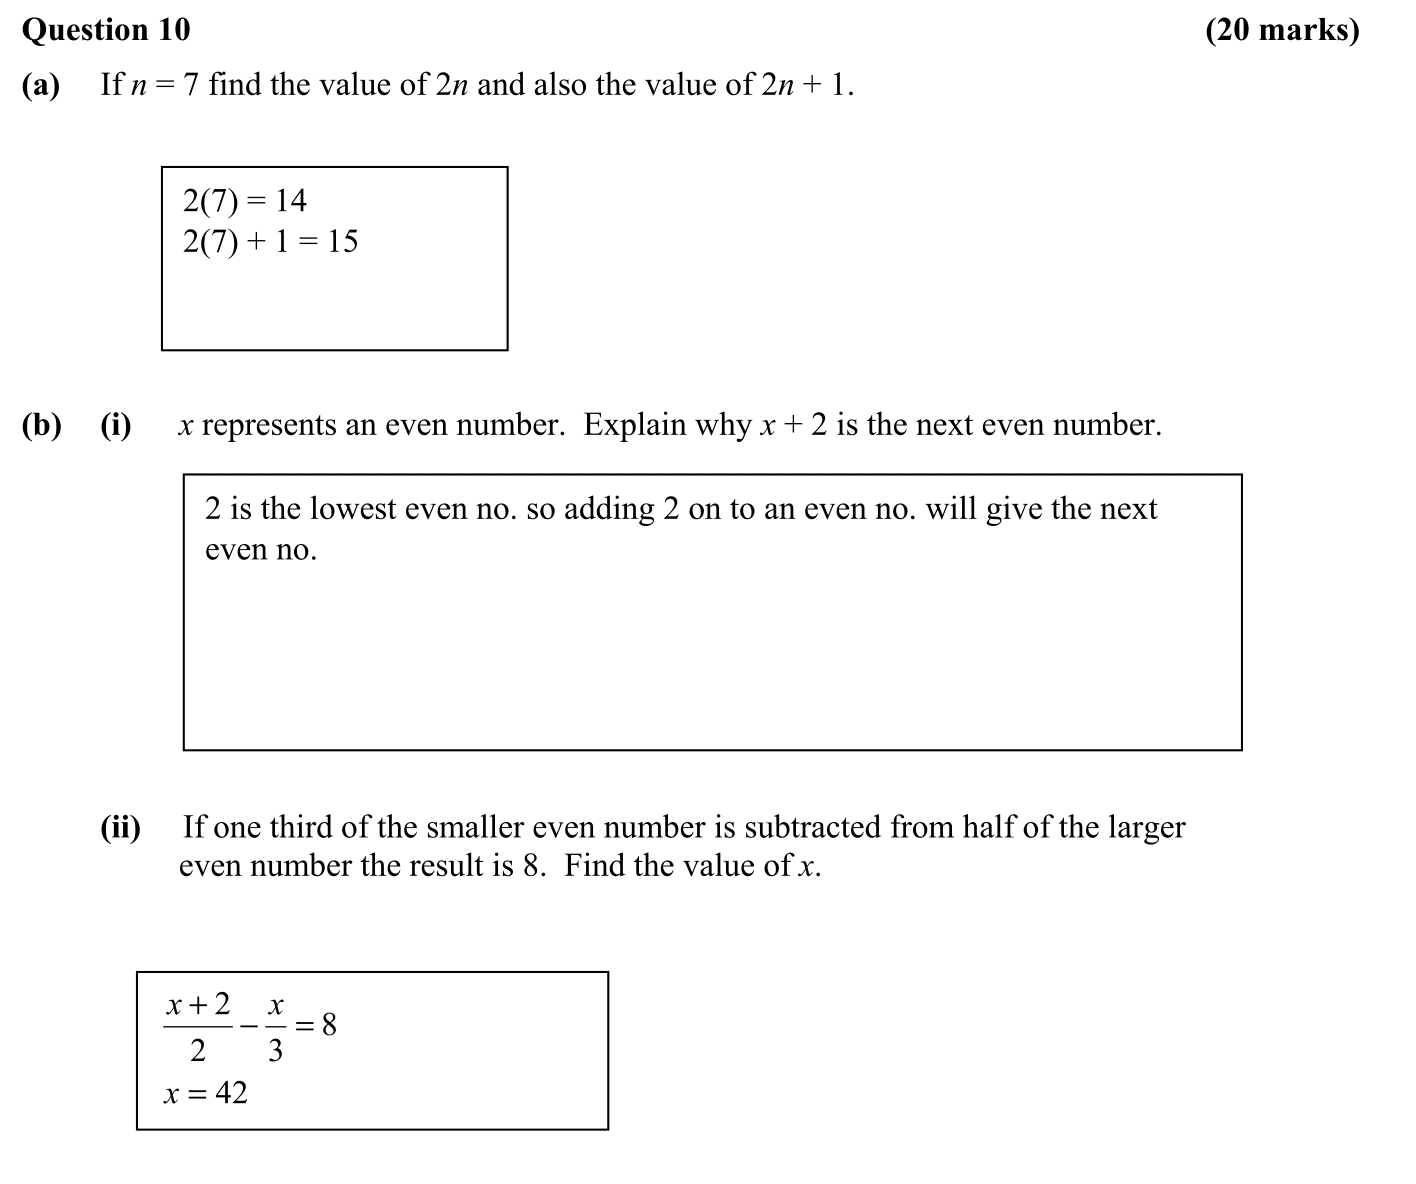 Question 10 (20 marks)
(a) If n = 7 find the value of 2n and also the value of 2n + 1.
2(7) = 14
2(7) + 1 = 15
(b) (i) x represents an even number. Explain why x + 2 is the next even number.
2 is the lowest even no. so adding 2 on to an even no. will give the next
even no.
(ii) If one third of the smaller even number is subtracted from half of the larger
even number the result is 8. Find the value of x.
x + 2 x
— − — = 8
2 3
x = 42